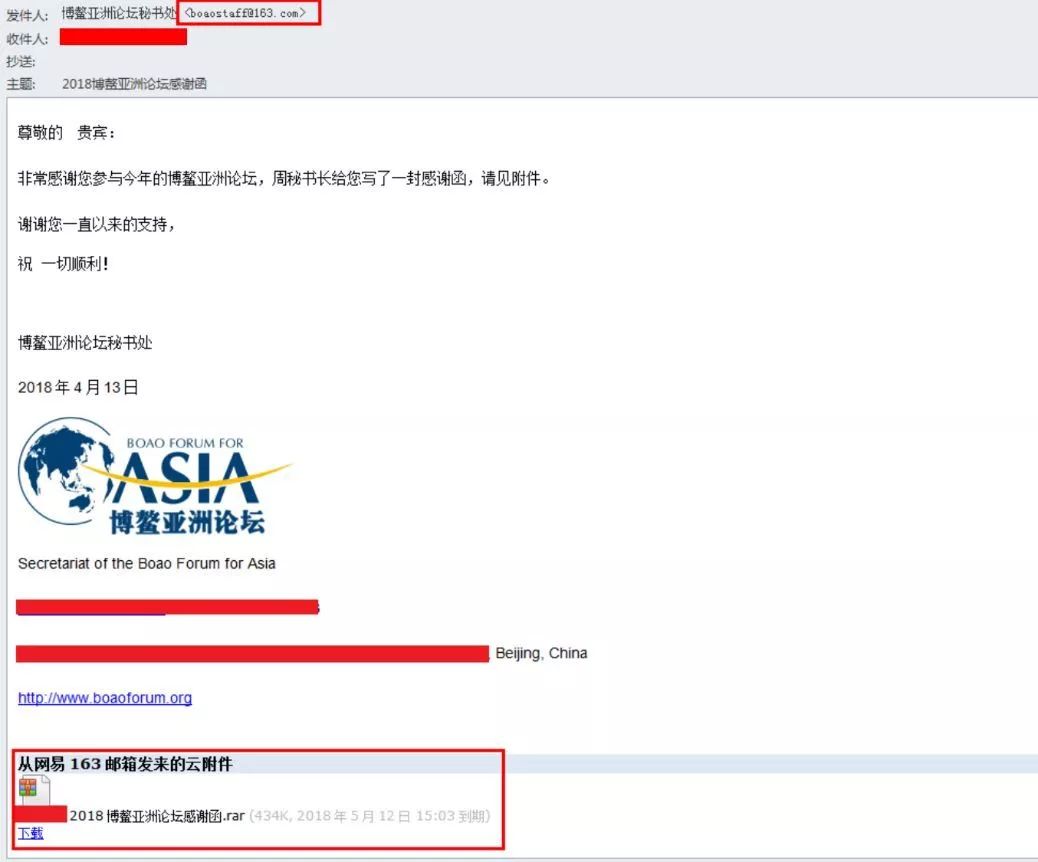 发件人: 博鳌亚洲论坛秘书处 <boaostaff@163.com>
收件人:
抄送:
主题: 2018博鳌亚洲论坛感谢函
尊敬的 贵宾：
非常感谢您参与今年的博鳌亚洲论坛，周秘书长给您写了一封感谢函，请见附件。
谢谢您一直以来的支持，
祝 一切顺利！
博鳌亚洲论坛秘书处
2018 年 4 月 13 日
BOAO FORUM FOR
ASIA
博鳌亚洲论坛
Secretariat of the Boao Forum for Asia
, Beijing, China
http://www.boaoforum.org
从网易 163 邮箱发来的云附件
2018 博鳌亚洲论坛感谢函.rar (434K, 2018 年 5 月 12 日 15:03 到期)
下载